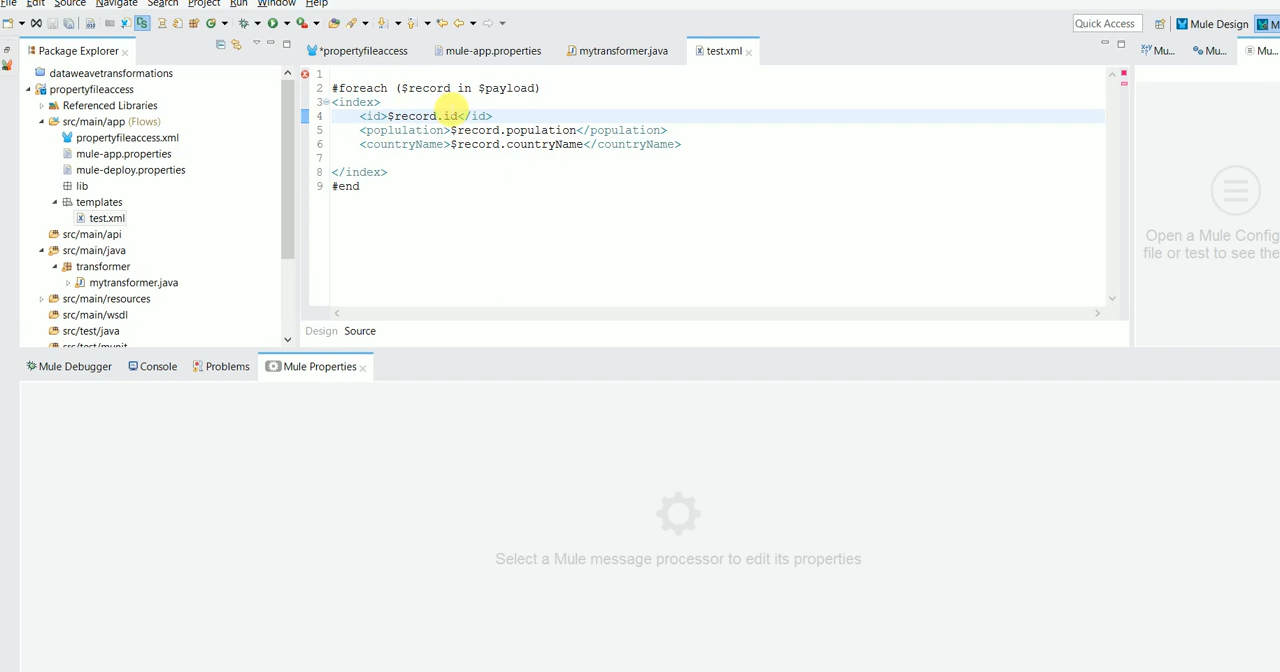 File Edit Source Navigate Search Project Run Window Help
Quick Access Mule Design M
Package Explorer *propertyfileaccess mule-app.properties mytransformer.java test.xml Mu... Mu... Mu...
dataweavetransformations
propertyfileaccess
Referenced Libraries
src/main/app (Flows)
propertyfileaccess.xml
mule-app.properties
mule-deploy.properties
lib
templates
test.xml
src/main/api
src/main/java
transformer
mytransformer.java
src/main/resources
src/main/wsdl
src/test/java
src/test/munit
1
2 #foreach ($record in $payload)
3 <index>
4 <id>$record.id</id>
5 <poplulation>$record.population</population>
6 <countryName>$record.countryName</countryName>
7
8 </index>
9 #end
Open a Mule Config
file or test to see the
Design Source
Mule Debugger Console Problems Mule Properties
Select a Mule message processor to edit its properties